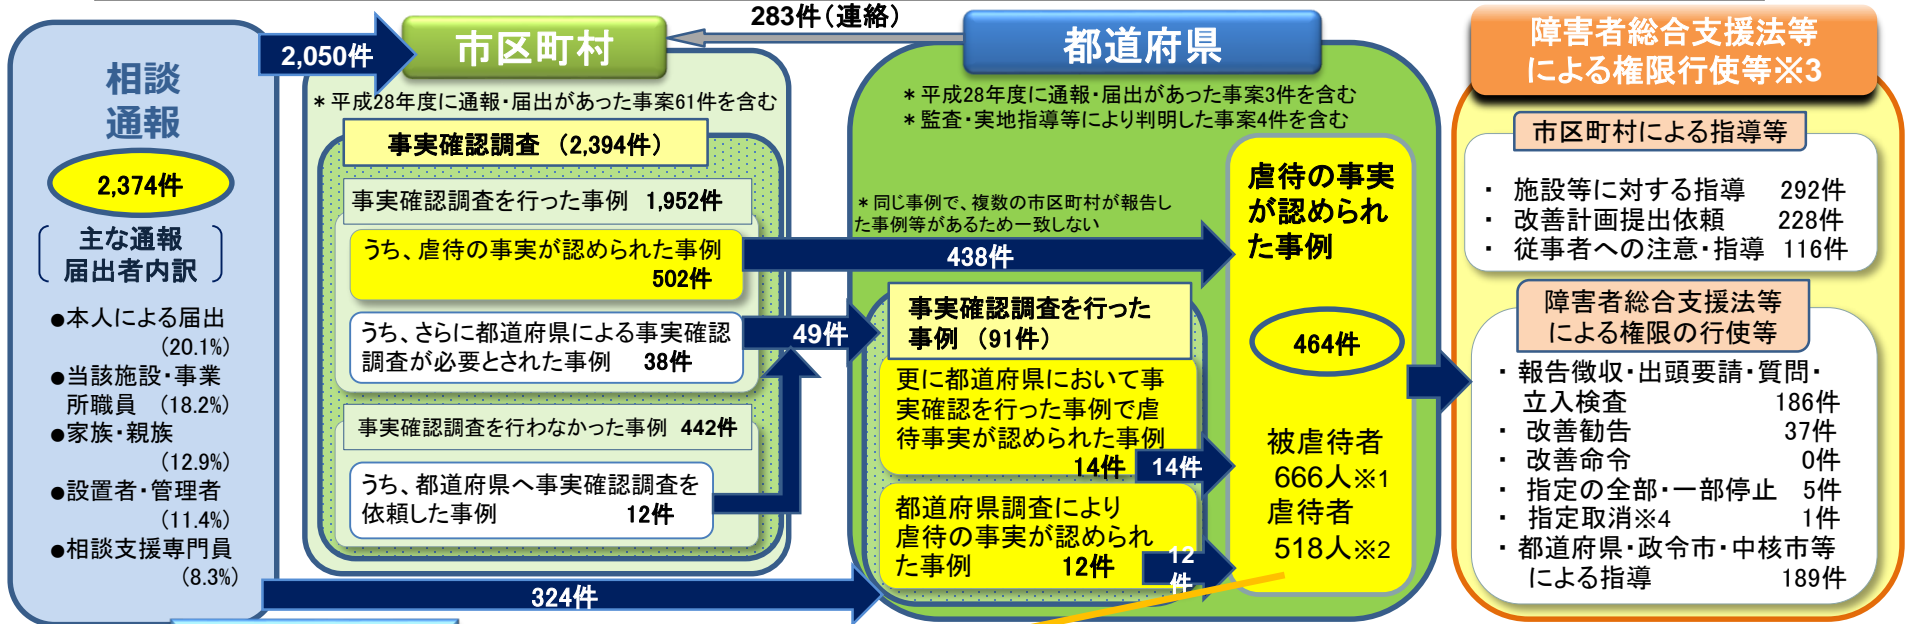 283件（連絡）
相談
通報
2,374件
主な通報
届出者内訳
●本人による届出
(20.1%)
●当該施設・事業
所職員 (18.2%)
●家族・親族
(12.9%)
●設置者・管理者
(11.4%)
●相談支援専門員
(8.3%)
2,050件
市区町村
＊平成28年度に通報・届出があった事案61件を含む
事実確認調査 （2,394件）
事実確認調査を行った事例 1,952件
うち、虐待の事実が認められた事例
502件
うち、さらに都道府県による事実確認
調査が必要とされた事例 38件
事実確認調査を行わなかった事例 442件
うち、都道府県へ事実確認調査を
依頼した事例 12件
324件
都道府県
＊平成28年度に通報・届出があった事案3件を含む
＊監査・実地指導等により判明した事案4件を含む
＊同じ事例で、複数の市区町村が報告し
た事例等があるため一致しない
438件
49件
事実確認調査を行った
事例 （91件）
更に都道府県において事
実確認を行った事例で虐
待事実が認められた事例
14件
14件
都道府県調査により
虐待の事実が認められ
た事例 12件
12
件
虐待の事実
が認められ
た事例
464件
被虐待者
666人※1
虐待者
518人※2
障害者総合支援法等
による権限行使等※3
市区町村による指導等
・ 施設等に対する指導 292件
・ 改善計画提出依頼 228件
・ 従事者への注意・指導 116件
障害者総合支援法等
による権限の行使等
・ 報告徴収・出頭要請・質問・
立入検査 186件
・ 改善勧告 37件
・ 改善命令 0件
・ 指定の全部・一部停止 5件
・ 指定取消※4 1件
・ 都道府県・政令市・中核市等
による指導 189件